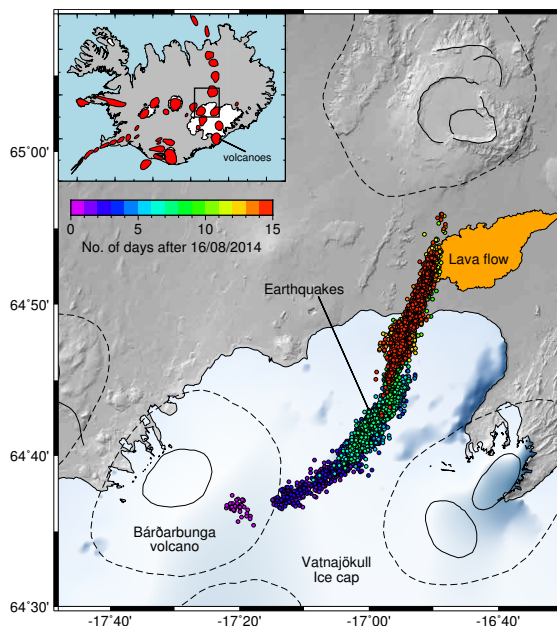 volcanoes
65°00'
0 5 10 15
No. of days after 16/08/2014
Lava flow
Earthquakes
64°50'
64°40'
Bárðarbunga
volcano
Vatnajökull
Ice cap
64°30'
-17°40' -17°20' -17°00' -16°40'